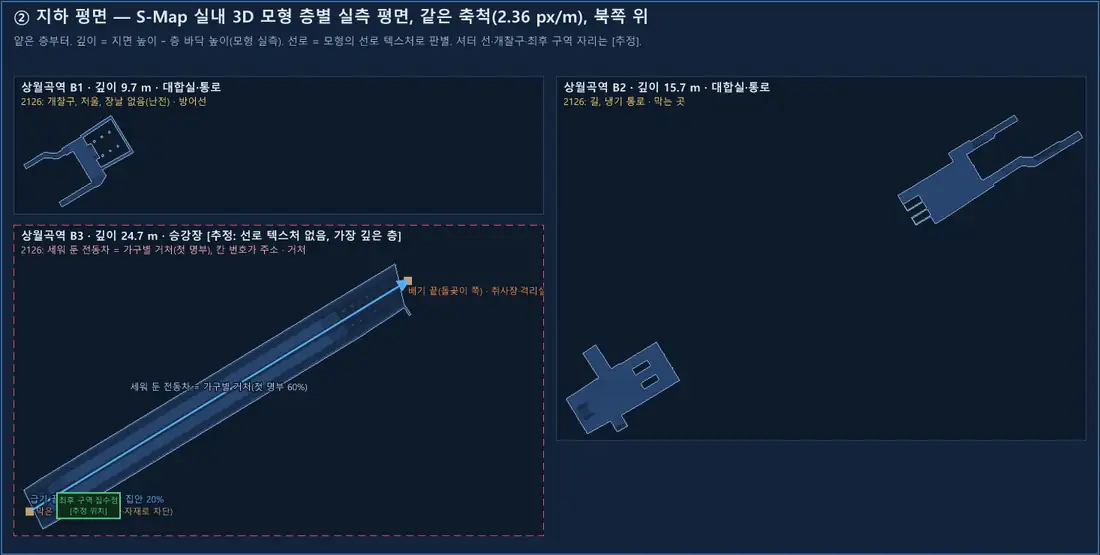 ② 지하 평면 — S-Map 실내 3D 모형 층별 실측 평면, 같은 축척(2.36 px/m), 북쪽 위
얕은 층부터. 깊이 = 지면 높이 − 층 바닥 높이(모형 실측). 선로 = 모형의 선로 텍스처로 판별. 셔터 선·개찰구·최후 구역 자리는 [추정].
상월곡역 B1 · 깊이 9.7 m · 대합실·통로
2126: 개찰구, 저울, 장날 없음(난전) · 방어선
상월곡역 B2 · 깊이 15.7 m · 대합실·통로
2126: 길, 냉기 통로 · 막는 곳
상월곡역 B3 · 깊이 24.7 m · 승강장 [추정: 선로 텍스처 없음, 가장 깊은 층]
2126: 세워 둔 전동차 = 가구별 거처(첫 명부), 칸 번호가 주소 · 거처
배기 끝(돌곶이 쪽) · 취사장·격리실
세워 둔 전동차 = 가구별 거처(첫 명부 60%)
급기
최후 구역·집수정
집안 20%
막은
[추정 위치]
자재로 차단)